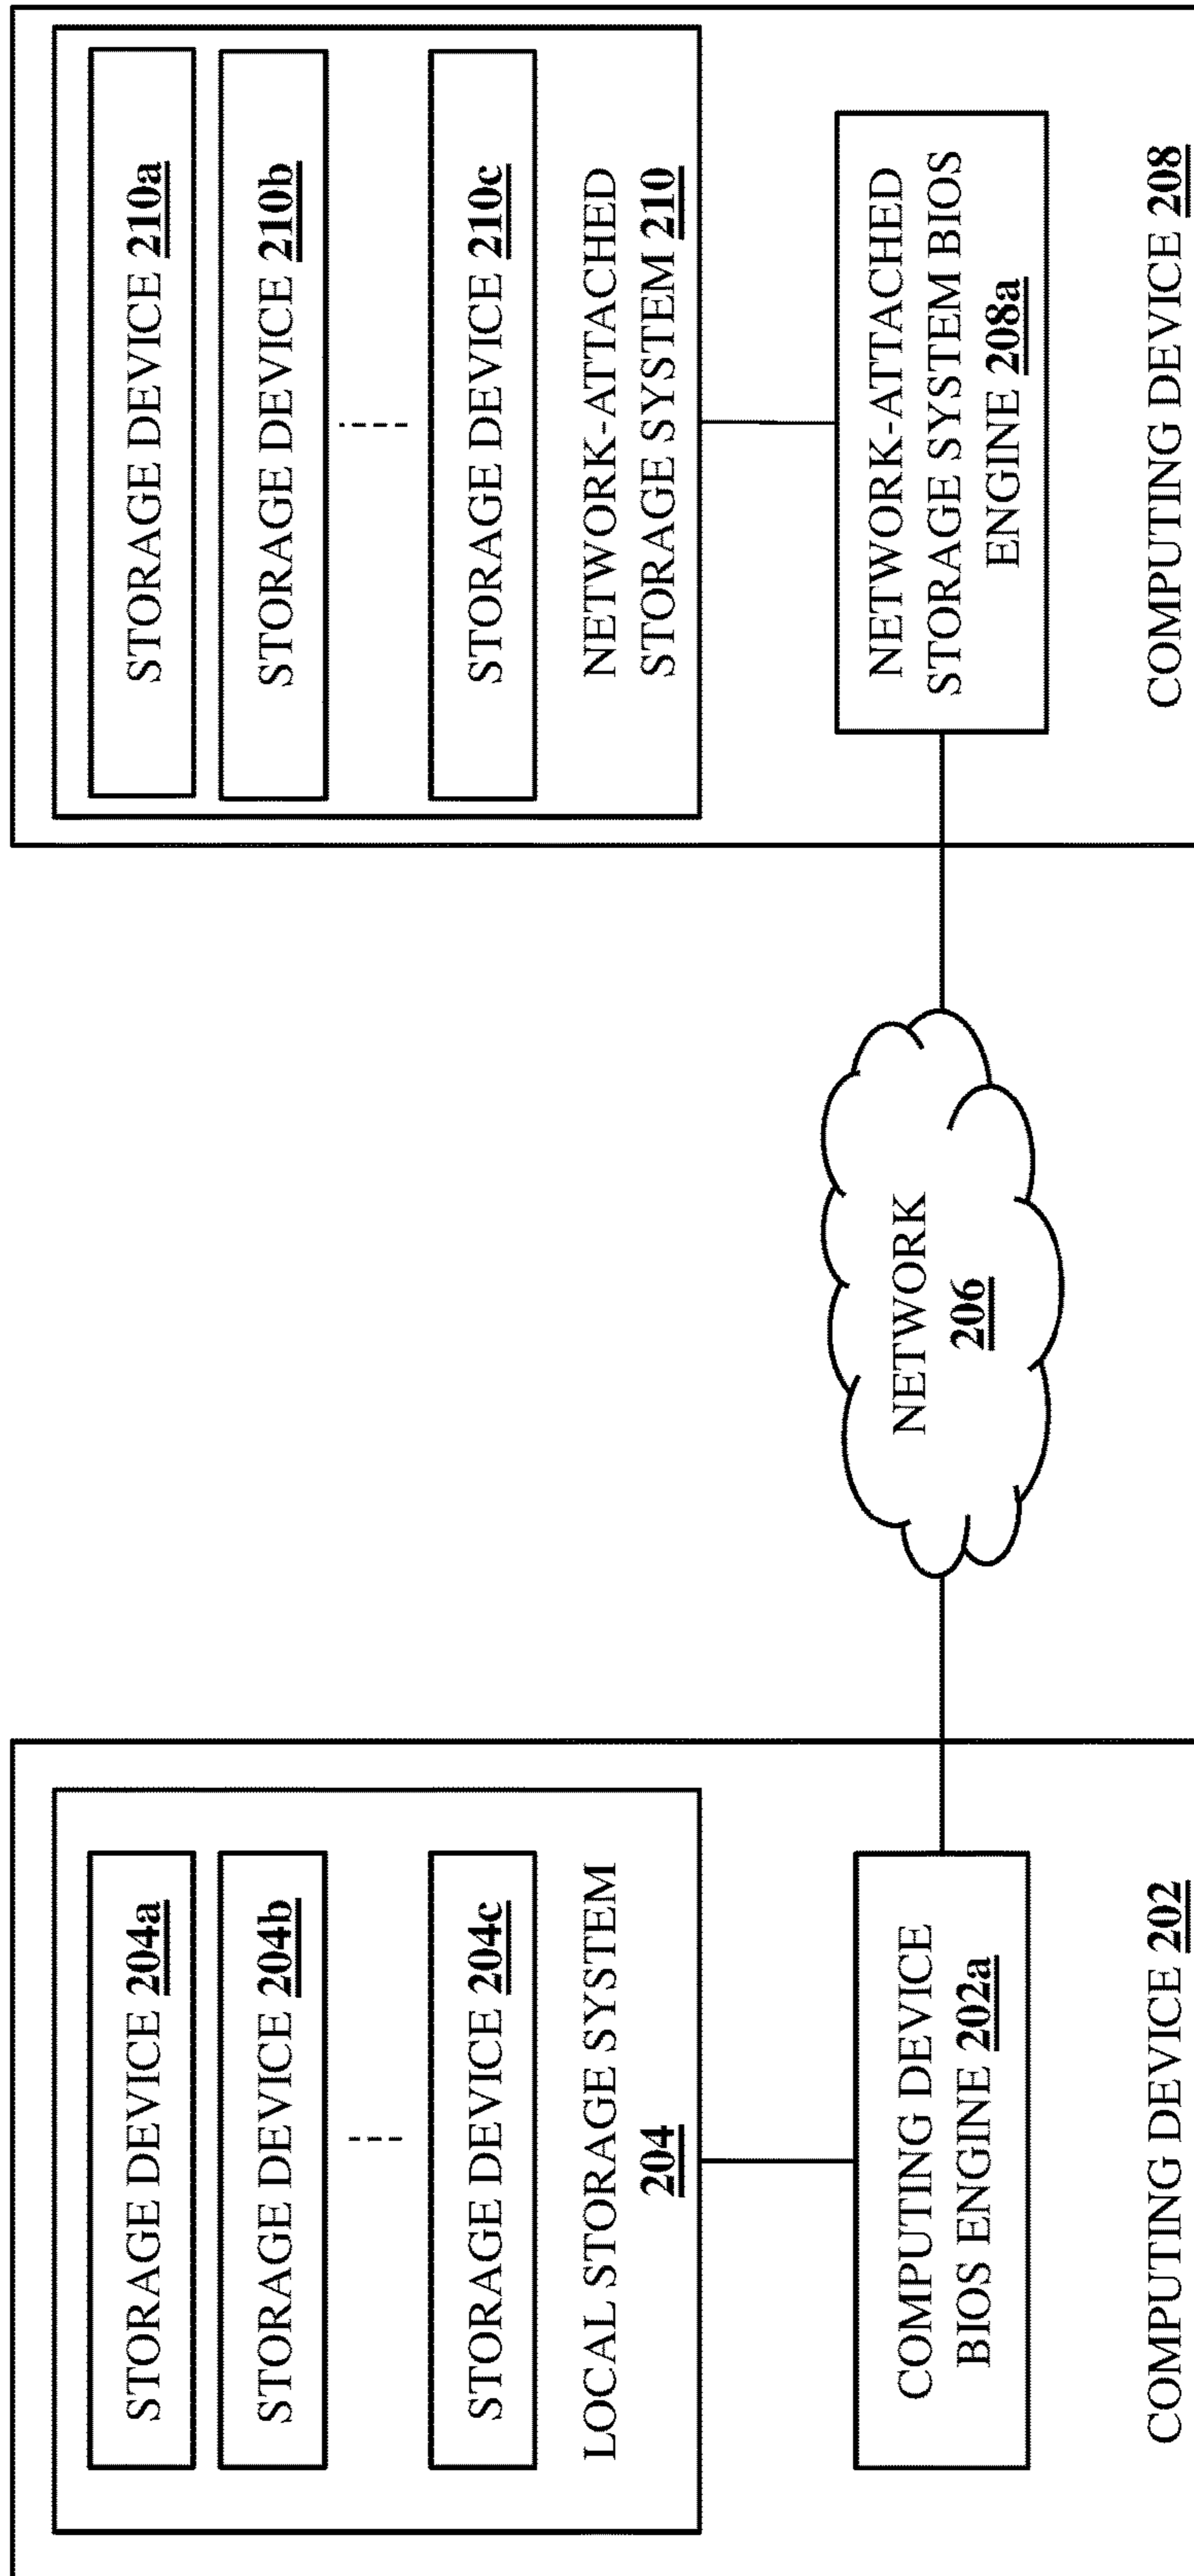 STORAGE DEVICE 204a
STORAGE DEVICE 204b
STORAGE DEVICE 204c
LOCAL STORAGE SYSTEM
204
COMPUTING DEVICE
BIOS ENGINE 202a
COMPUTING DEVICE 202
NETWORK
206
STORAGE DEVICE 210a
STORAGE DEVICE 210b
STORAGE DEVICE 210c
NETWORK-ATTACHED
STORAGE SYSTEM 210
NETWORK-ATTACHED
STORAGE SYSTEM BIOS
ENGINE 208a
COMPUTING DEVICE 208